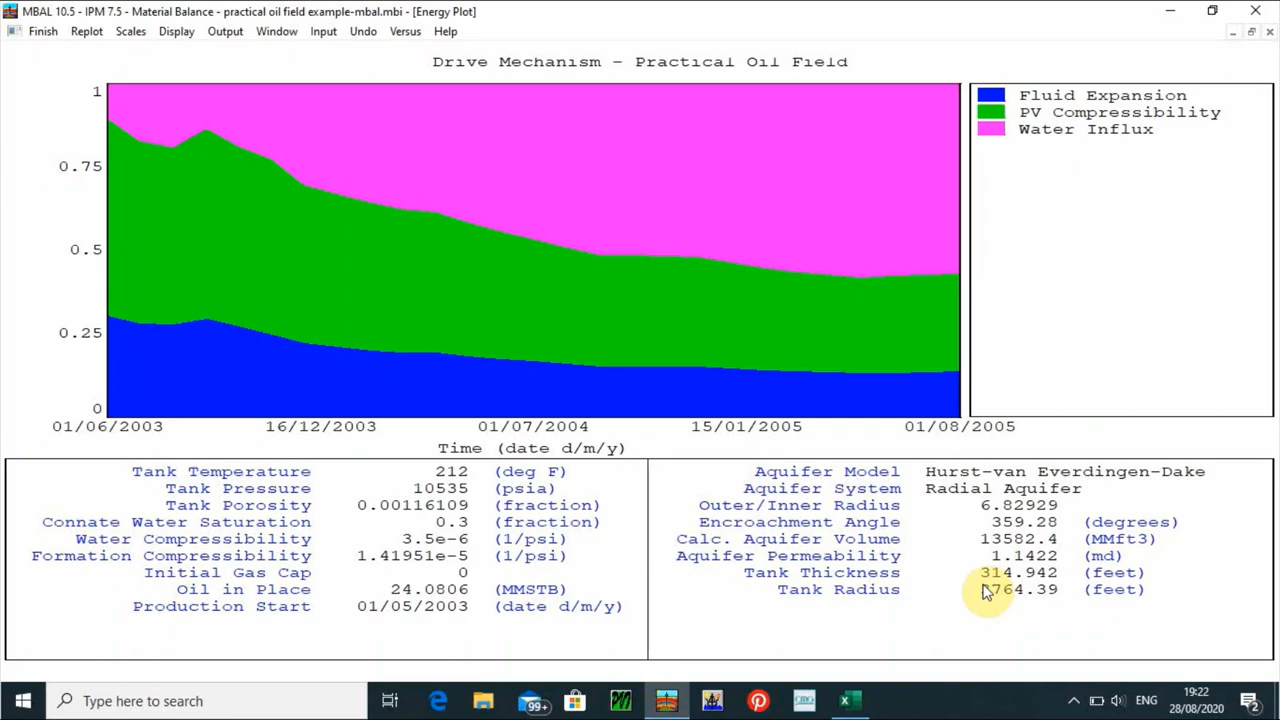 MBAL 10.5 - IPM 7.5 - Material Balance - practical oil field example-mbal.mbi - [Energy Plot]
Finish Replot Scales Display Output Window Input Undo Versus Help
Drive Mechanism - Practical Oil Field
1
0.75
0.5
0.25
0
Fluid Expansion
PV Compressibility
Water Influx
01/06/2003 16/12/2003 01/07/2004 15/01/2005 01/08/2005
Time (date d/m/y)
Tank Temperature 212 (deg F)
Tank Pressure 10535 (psia)
Tank Porosity 0.00116109 (fraction)
Connate Water Saturation 0.3 (fraction)
Water Compressibility 3.5e-6 (1/psi)
Formation Compressibility 1.41951e-5 (1/psi)
Initial Gas Cap 0
Oil in Place 24.0806 (MMSTB)
Production Start 01/05/2003 (date d/m/y)
Aquifer Model Hurst-van Everdingen-Dake
Aquifer System Radial Aquifer
Outer/Inner Radius 6.82929
Encroachment Angle 359.28 (degrees)
Calc. Aquifer Volume 13582.4 (MMft3)
Aquifer Permeability 1.1422 (md)
Tank Thickness 314.942 (feet)
Tank Radius (feet)
Type here to search
99+
ENG
19:22
28/08/2020
2